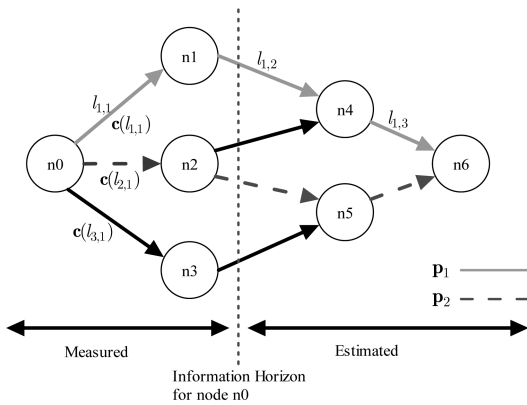 n1
l1,2
l1,1
c(l1,1)
n4
l1,3
n0
n2
n6
c(l2,1)
n5
c(l3,1)
n3
p1
p2
Measured
Estimated
Information Horizon
for node n0